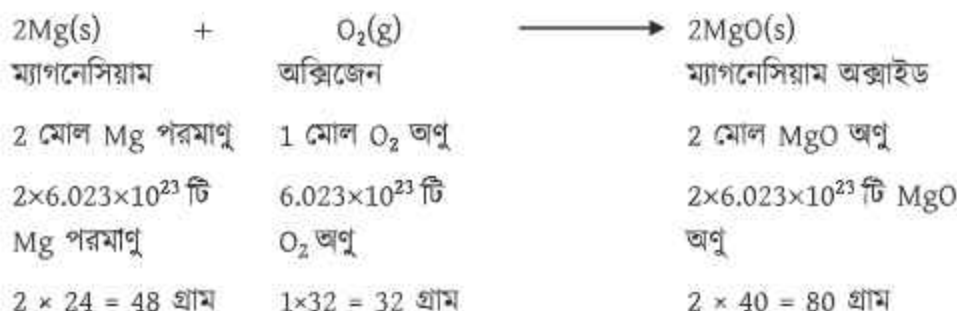 2Mg(s) + O₂(g) ⟶ 2MgO(s)
ম্যাগনেসিয়াম অক্সিজেন ম্যাগনেসিয়াম অক্সাইড
2 মোল Mg পরমাণু 1 মোল O₂ অণু 2 মোল MgO অণু
2×6.023×10²³ টি 6.023×10²³ টি 2×6.023×10²³ টি MgO
Mg পরমাণু O₂ অণু অণু
2 × 24 = 48 গ্রাম 1×32 = 32 গ্রাম 2 × 40 = 80 গ্রাম